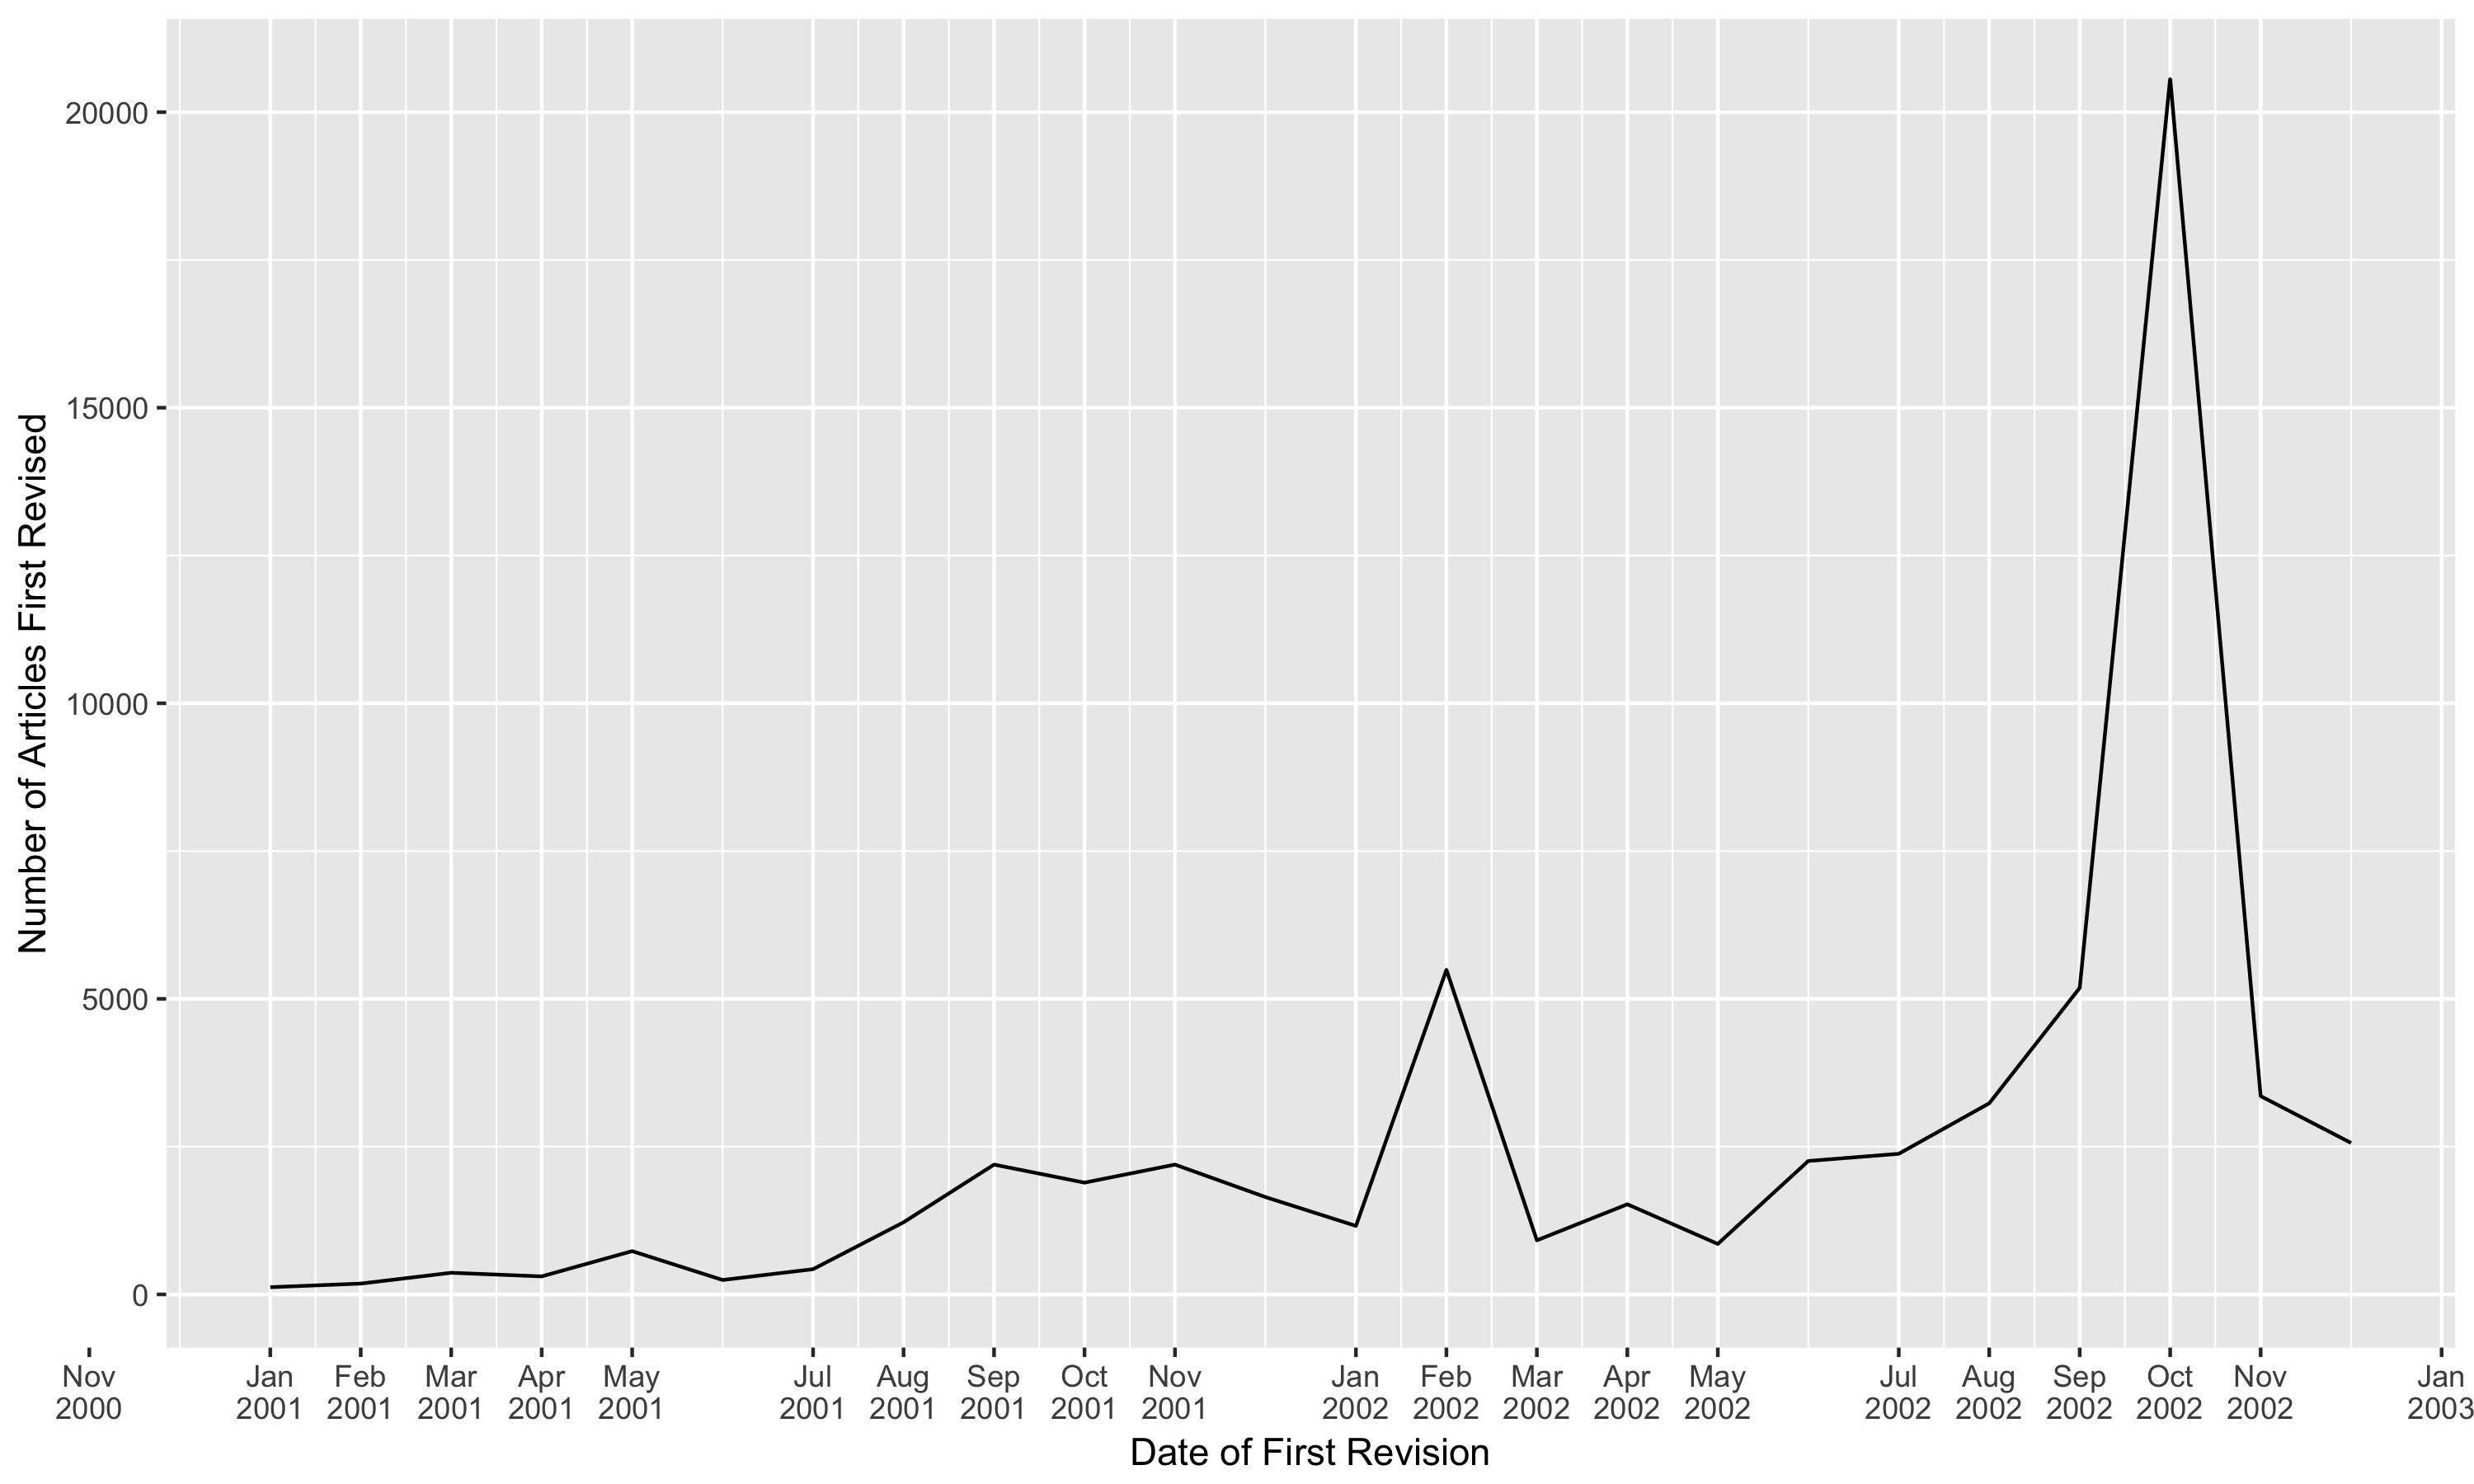 Number of Articles First Revised
20000
15000
10000
5000
0
Nov 2000
Jan 2001
Feb 2001
Mar 2001
Apr 2001
May 2001
Jul 2001
Aug 2001
Sep 2001
Oct 2001
Nov 2001
Jan 2002
Feb 2002
Mar 2002
Apr 2002
May 2002
Jul 2002
Aug 2002
Sep 2002
Oct 2002
Nov 2002
Jan 2003
Date of First Revision